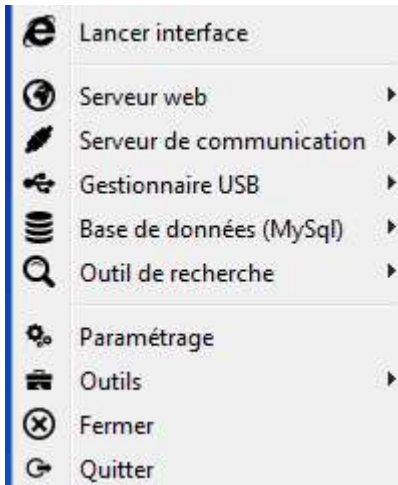 Lancer interface
Serveur web
Serveur de communication
Gestionnaire USB
Base de données (MySql)
Outil de recherche
Paramétrage
Outils
Fermer
Quitter